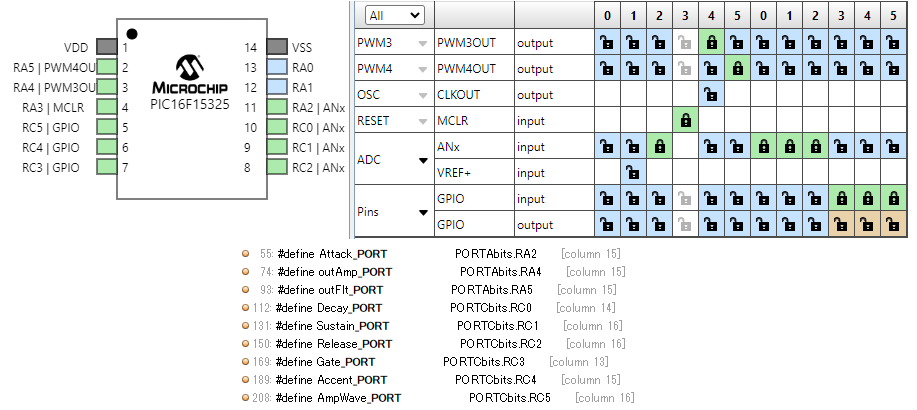 VDD 1 14 VSS
RA5 | PWM4OU 2 13 RA0
RA4 | PWM3OU 3 12 RA1
RA3 | MCLR 4 11 RA2 | ANx
RC5 | GPIO 5 10 RC0 | ANx
RC4 | GPIO 6 9 RC1 | ANx
RC3 | GPIO 7 8 RC2 | ANx
MICROCHIP
PIC16F15325
All 0 1 2 3 4 5 0 1 2 3 4 5
PWM3 PWM3OUT output
PWM4 PWM4OUT output
OSC CLKOUT output
RESET MCLR input
ADC ANx input
VREF+ input
Pins GPIO input
GPIO output
55: #define Attack_PORT PORTAbits.RA2 [column 15]
74: #define outAmp_PORT PORTAbits.RA4 [column 15]
93: #define outFlt_PORT PORTAbits.RA5 [column 15]
112: #define Decay_PORT PORTCbits.RC0 [column 14]
131: #define Sustain_PORT PORTCbits.RC1 [column 16]
150: #define Release_PORT PORTCbits.RC2 [column 16]
169: #define Gate_PORT PORTCbits.RC3 [column 13]
189: #define Accent_PORT PORTCbits.RC4 [column 15]
208: #define AmpWave_PORT PORTCbits.RC5 [column 16]